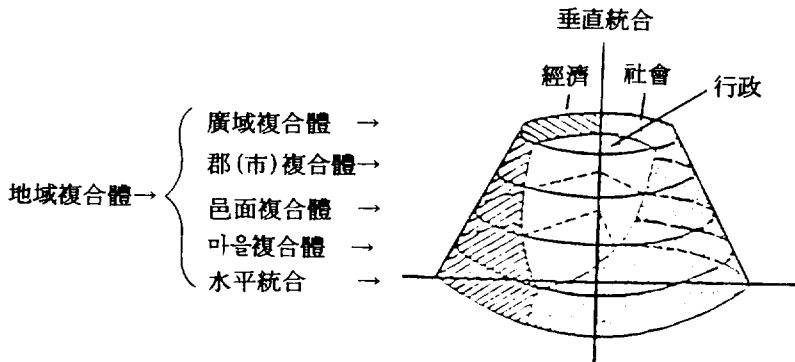 垂直統合
經濟 社會
行政
廣域複合體 →
郡(市)複合體→
地域複合體→
邑面複合體 →
마을複合體 →
水平統合 →